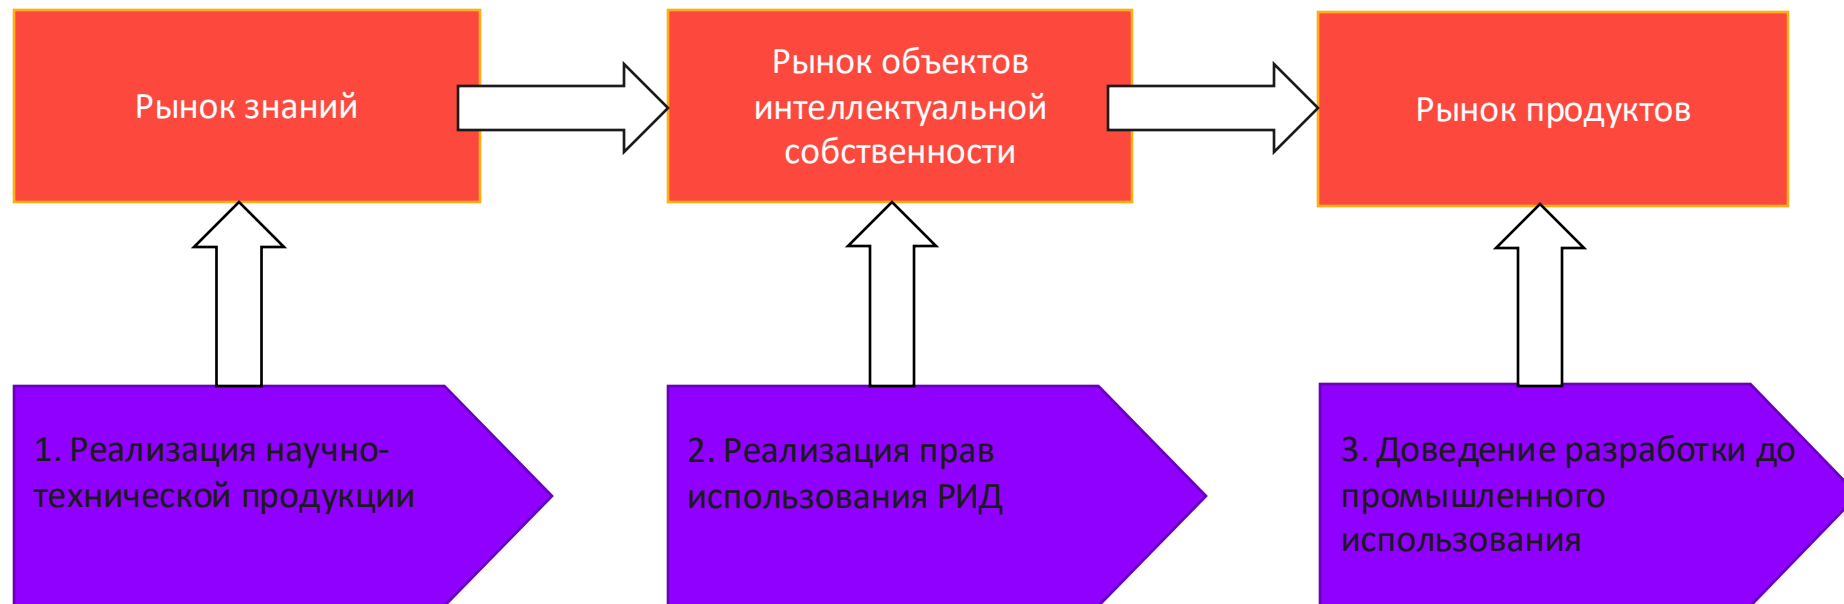 Рынок знаний
Рынок объектов
интеллектуальной
собственности
Рынок продуктов
1. Реализация научно-
технической продукции
2. Реализация прав
использования РИД
3. Доведение разработки до
промышленного
использования